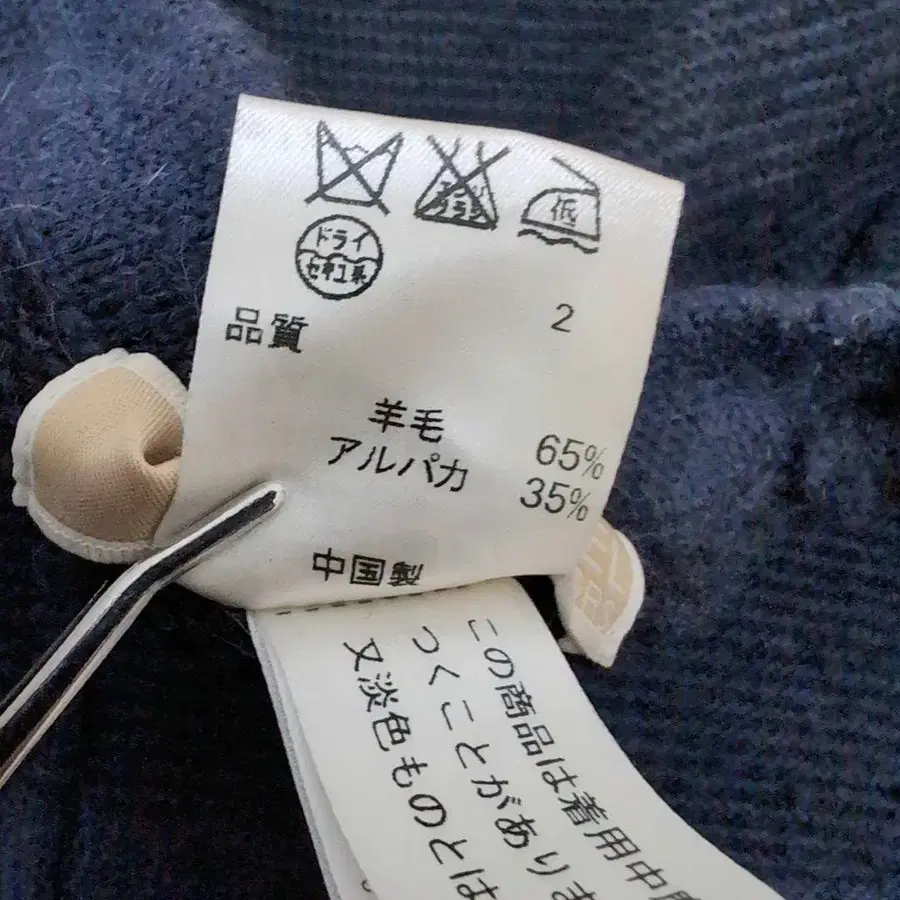 低
ドライ
セキユ系
2
品質
羊毛 65%
アルパカ 35%
中国製
この商品は着用中
つくことがありま
又淡色ものとは